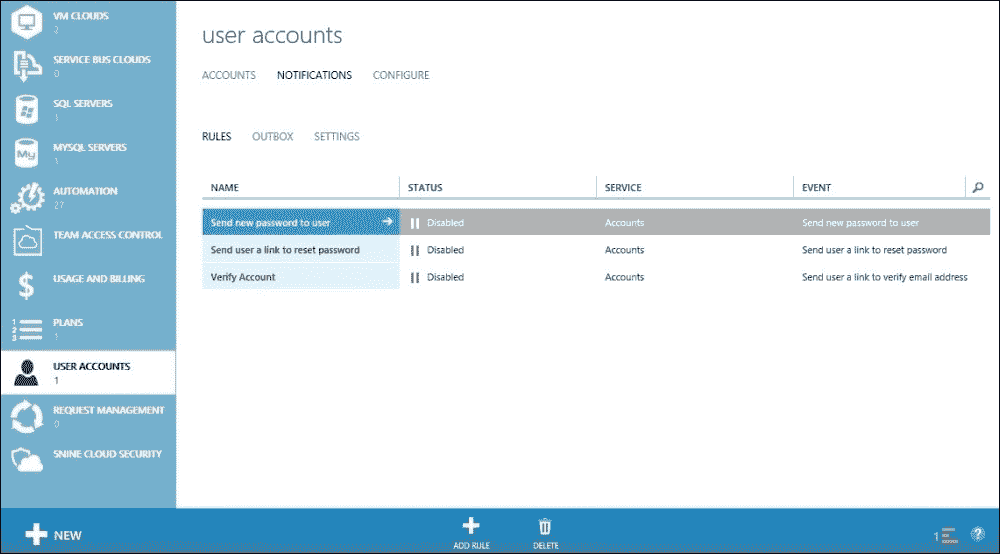 VM CLOUDS
2
SERVICE BUS CLOUDS
0
SQL SERVERS
1
MYSQL SERVERS
1
AUTOMATION
27
TEAM ACCESS CONTROL
USAGE AND BILLING
PLANS
1
USER ACCOUNTS
1
REQUEST MANAGEMENT
0
5NINE CLOUD SECURITY
user accounts
ACCOUNTS NOTIFICATIONS CONFIGURE
RULES OUTBOX SETTINGS
NAME STATUS SERVICE EVENT
Send new password to user Disabled Accounts Send new password to user
Send user a link to reset password Disabled Accounts Send user a link to reset password
Verify Account Disabled Accounts Send user a link to verify email address
NEW ADD RULE DELETE 1 ?